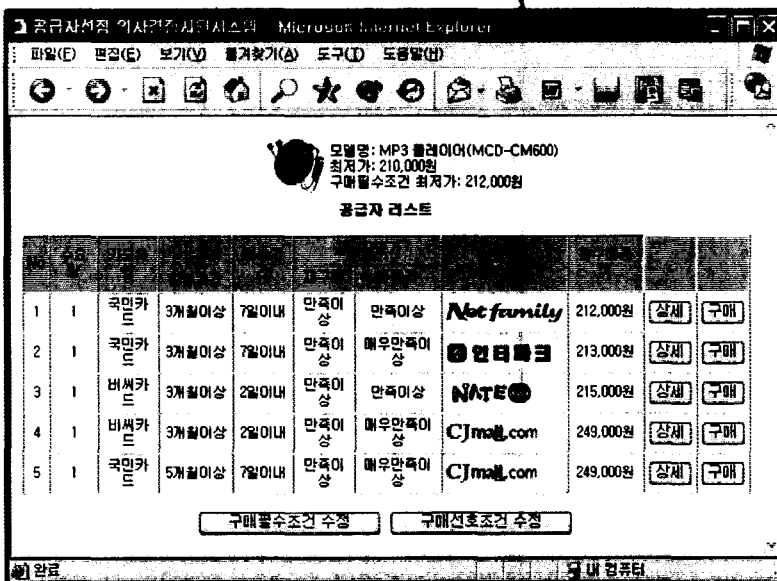 공급자선정 의사결정지원시스템 - Microsoft Internet Explorer
파일(F) 편집(E) 보기(V) 즐겨찾기(A) 도구(T) 도움말(H)
모델명: MP3 플레이어(MCD-CM600)
최저가: 210,000원
구매필수조건 최저가: 212,000원
공급자 리스트
1 1 국민카드 3개월이상 7일이내 만족이상 만족이상 Net family 212,000원 상세 구매
2 1 국민카드 3개월이상 7일이내 만족이상 매우만족이상 인터파크 213,000원 상세 구매
3 1 비씨카드 3개월이상 2일이내 만족이상 만족이상 NATE 215,000원 상세 구매
4 1 비씨카드 3개월이상 2일이내 만족이상 매우만족이상 CJmall.com 249,000원 상세 구매
5 1 국민카드 5개월이상 7일이내 만족이상 매우만족이상 CJmall.com 249,000원 상세 구매
구매필수조건 수정 구매선호조건 수정
완료 내 컴퓨터